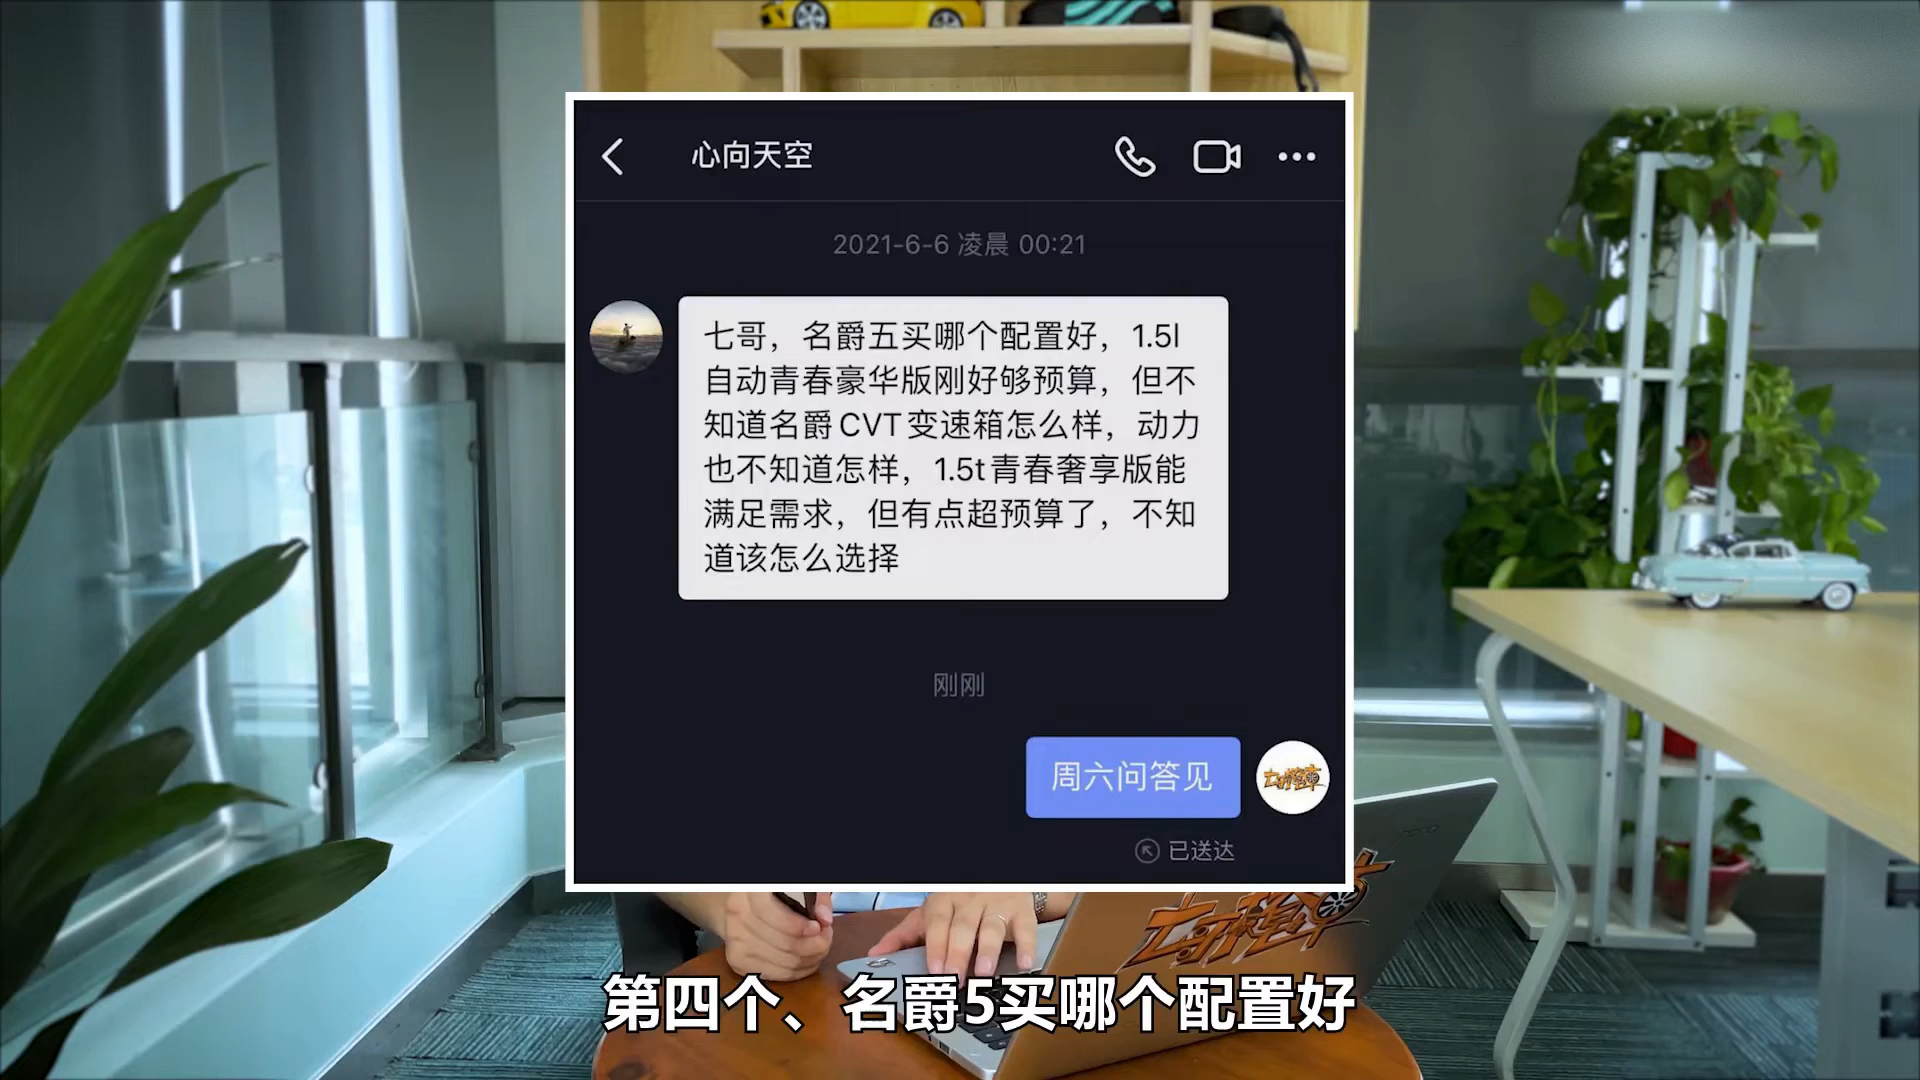 心向天空
2021-6-6 凌晨 00:21
七哥，名爵五买哪个配置好，1.5l
自动青春豪华版刚好够预算，但不
知道名爵CVT变速箱怎么样，动力
也不知道怎样，1.5t青春奢享版能
满足需求，但有点超预算了，不知
道该怎么选择
刚刚
周六问答见
已送达
第四个、名爵5买哪个配置好